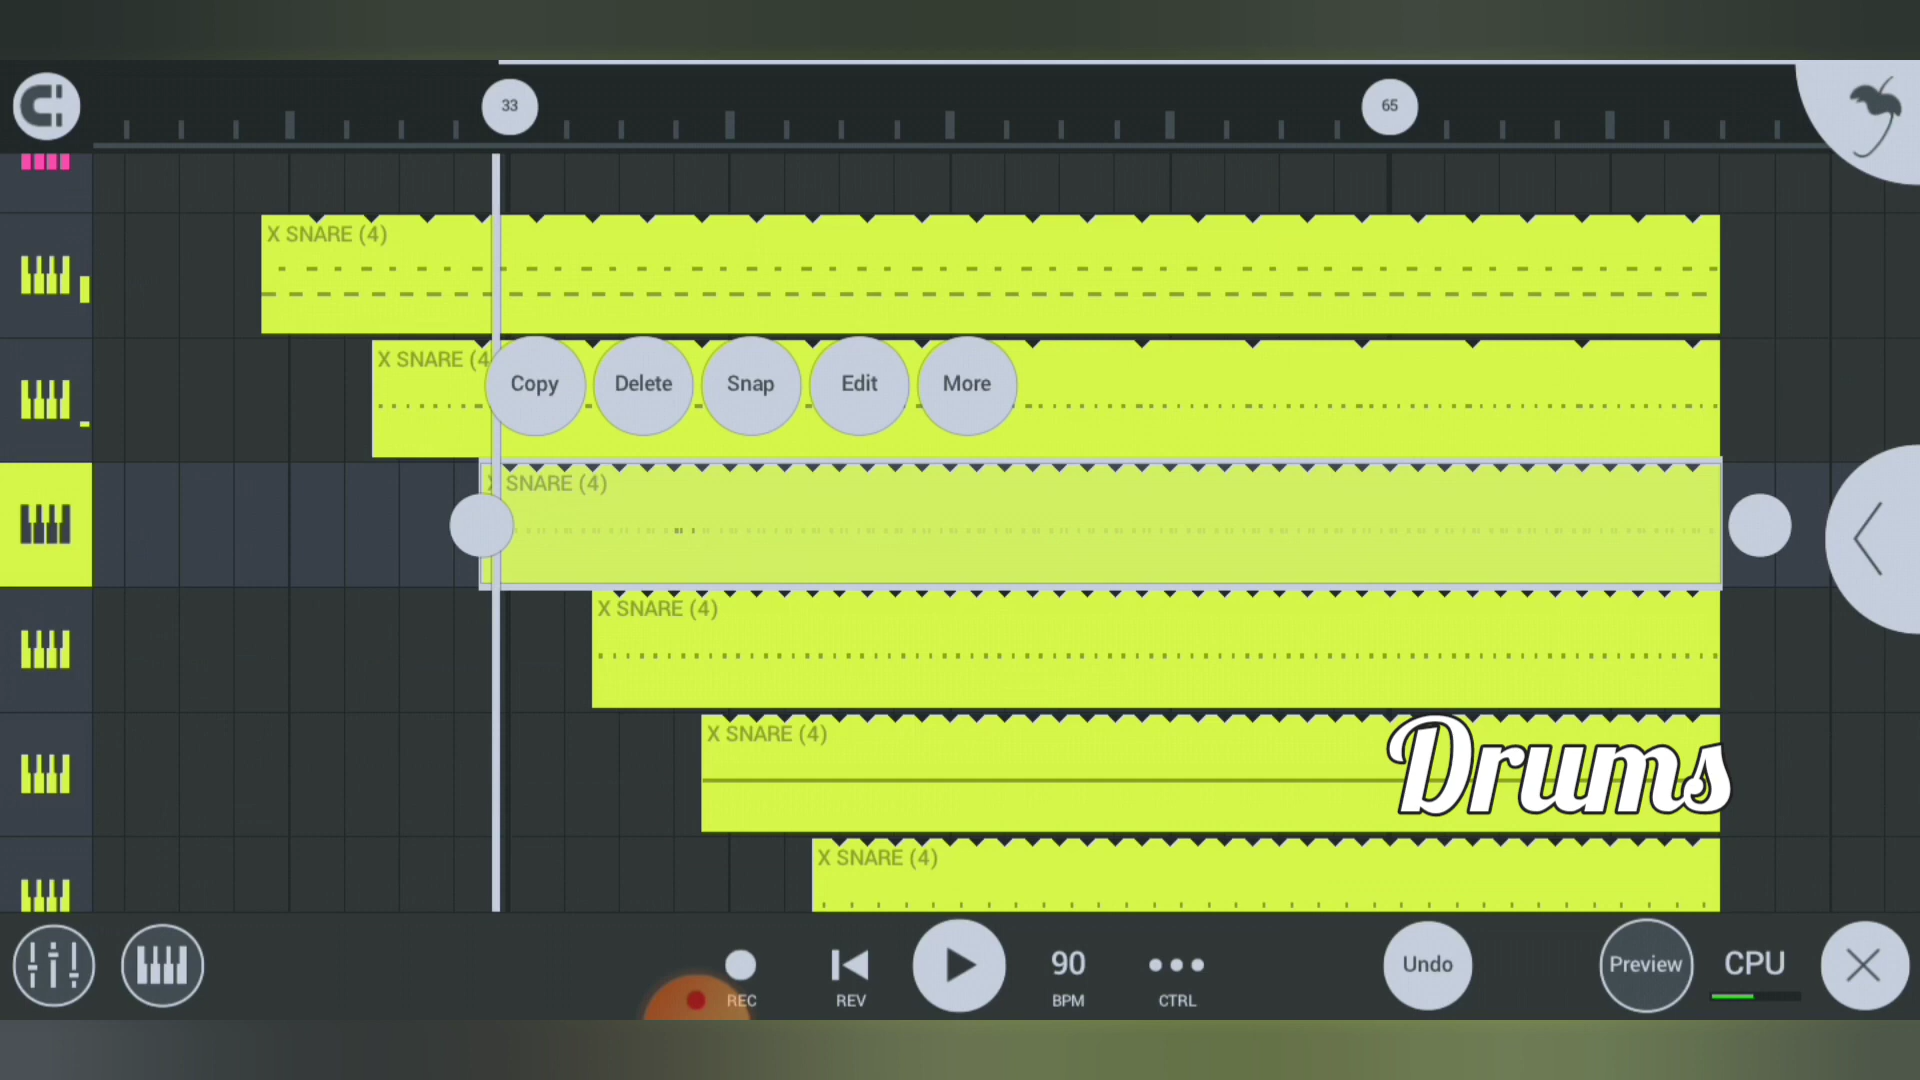 33
65
X SNARE (4)
X SNARE (4
Copy
Delete
Snap
Edit
More
X SNARE (4)
X SNARE (4)
X SNARE (4)
Drums
X SNARE (4)
REC
REV
90
BPM
CTRL
Undo
Preview
CPU